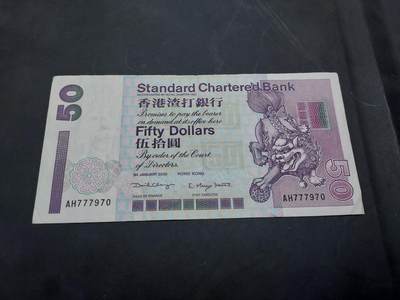 50
Standard Chartered Bank
香港渣打銀行
Promises to pay the bearer
on demand at its office here
Fifty Dollars
伍拾圓
By order of the Court
of Directors.
HONG KONG
AH777970
AH777970
50